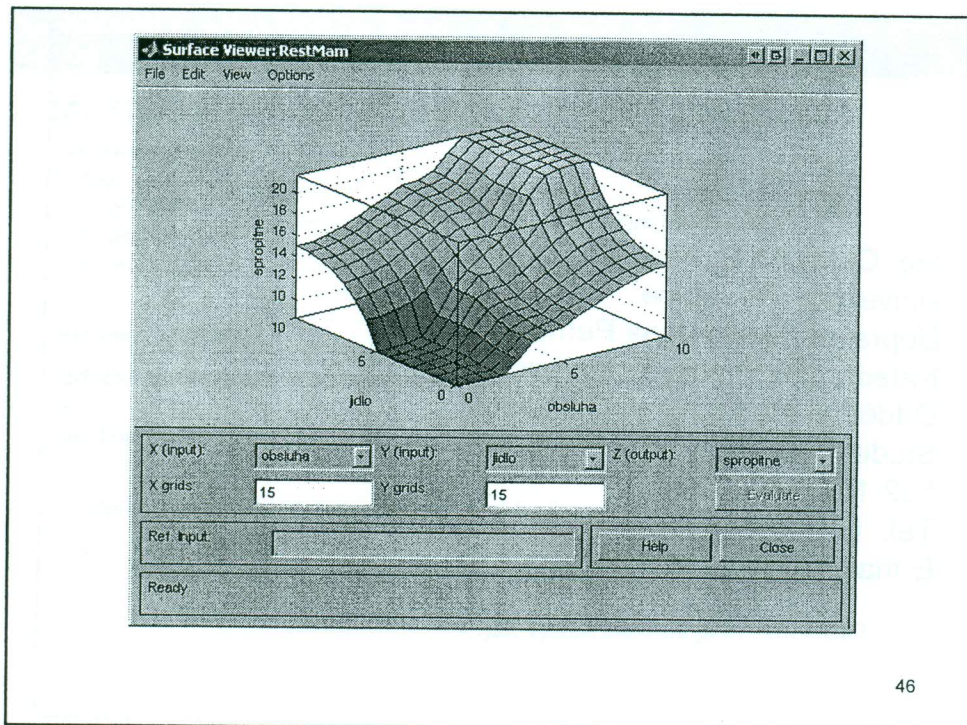 Surface Viewer: RestMam
File Edit View Options
20
18
16
14
12
10
10
spropitne
5
0
jidlo
0
5
10
obsluha
X (input): obsluha Y (input): jidlo Z (output): spropitne
X grids: 15 Y grids 15 Evaluate
Ref. Input: Help Close
Ready
46